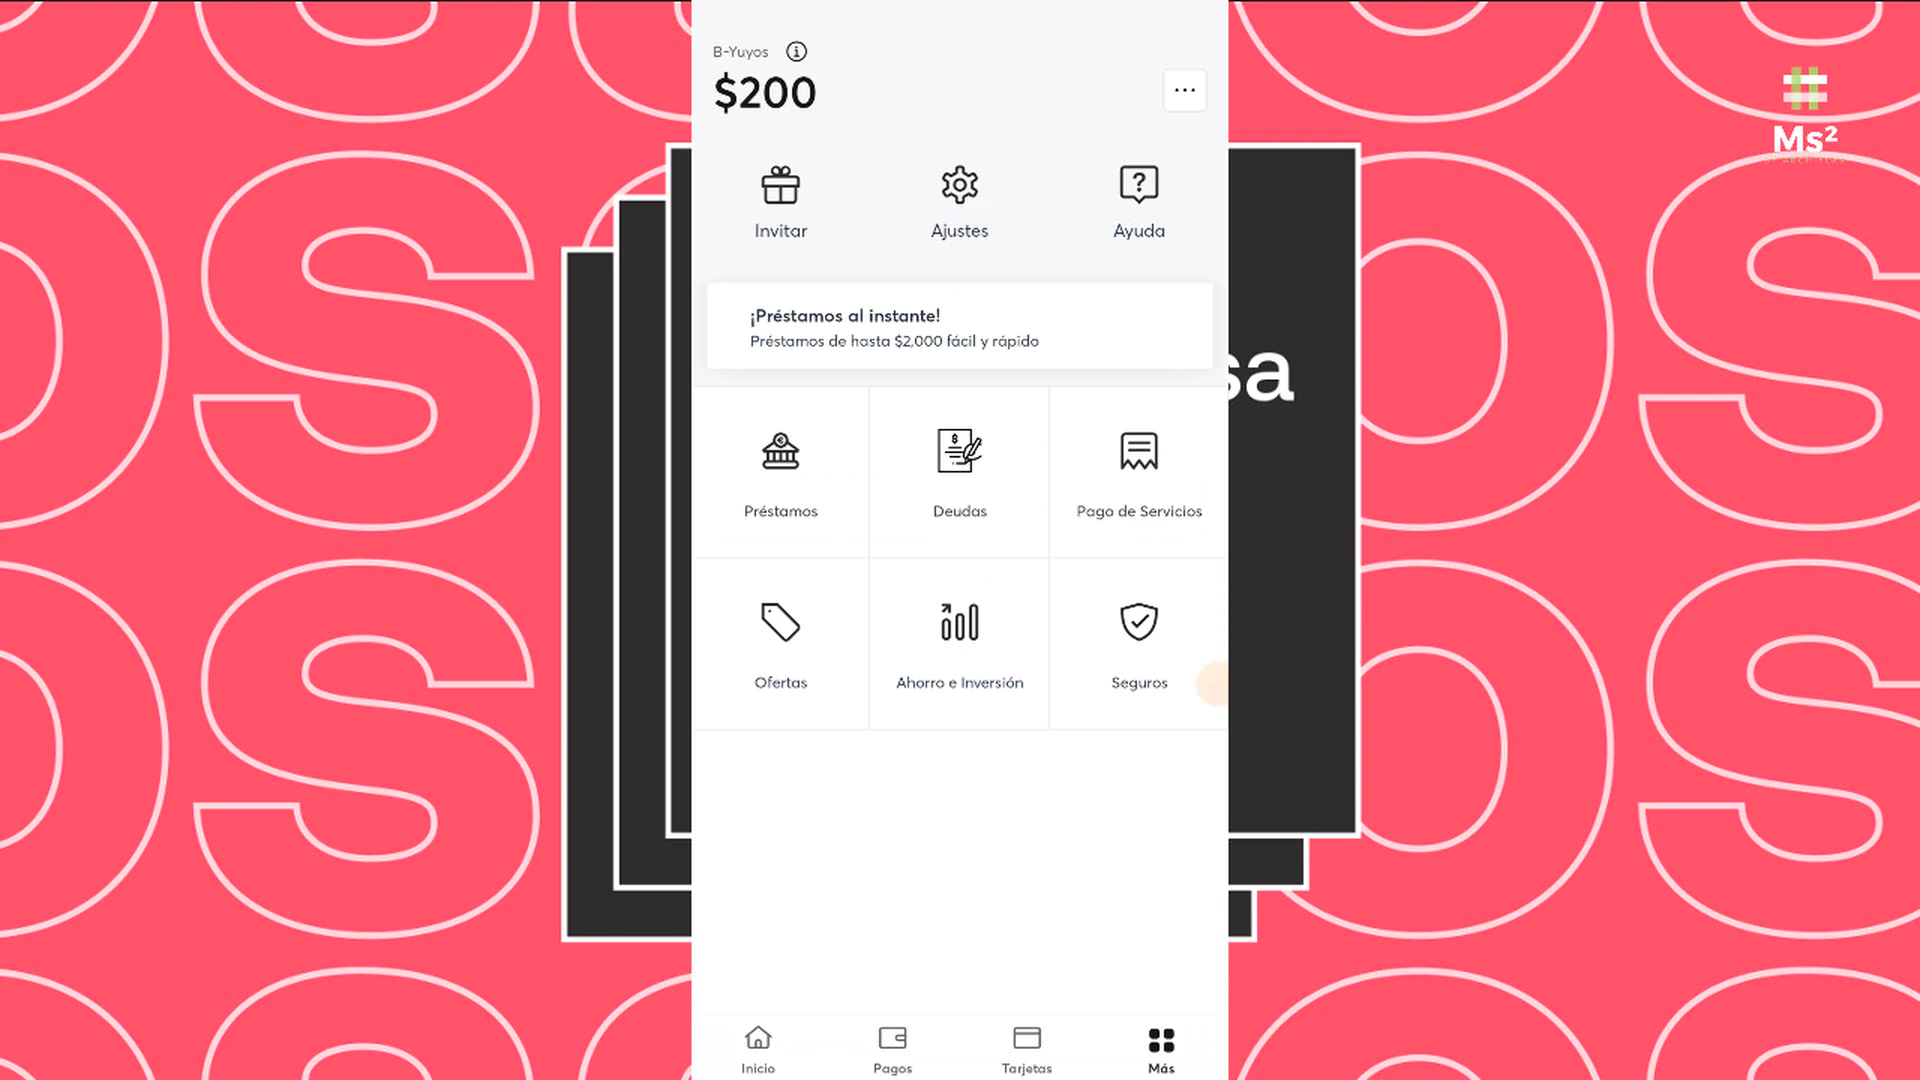 B-Yuyos
$200
Invitar
Ajustes
Ayuda
¡Préstamos al instante!
Préstamos de hasta $2,000 fácil y rápido
Préstamos
Deudas
Pago de Servicios
Ofertas
Ahorro e Inversión
Seguros
Inicio
Pagos
Tarjetas
Más
sa
Ms²